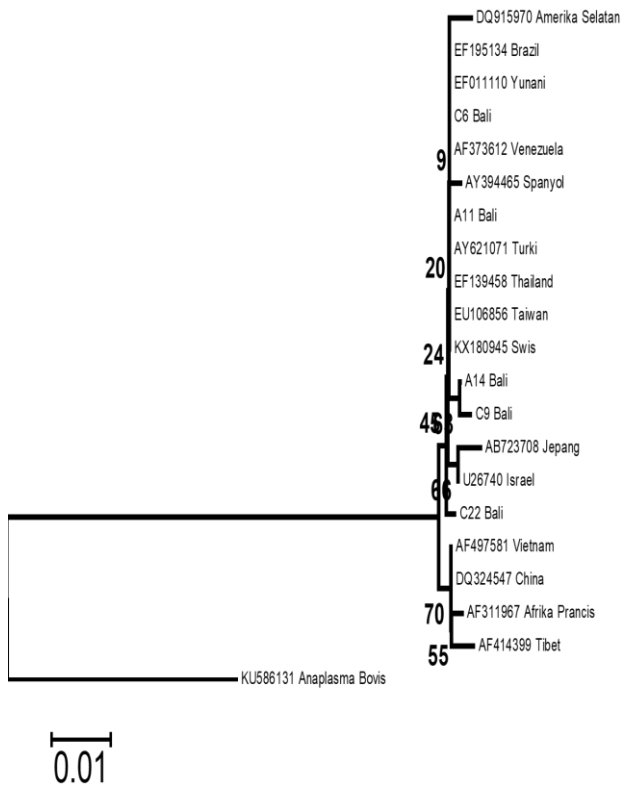 DQ915970 Amerika Selatan
EF195134 Brazil
EF011110 Yunani
C6 Bali
AF373612 Venezuela
9
AY394465 Spanyol
A11 Bali
AY621071 Turki
20
EF139458 Thailand
EU106856 Taiwan
KX180945 Swis
24
A14 Bali
C9 Bali
45
63
AB723708 Jepang
U26740 Israel
66
C22 Bali
AF497581 Vietnam
DQ324547 China
AF311967 Afrika Prancis
70
AF414399 Tibet
55
KU586131 Anaplasma Bovis
0.01